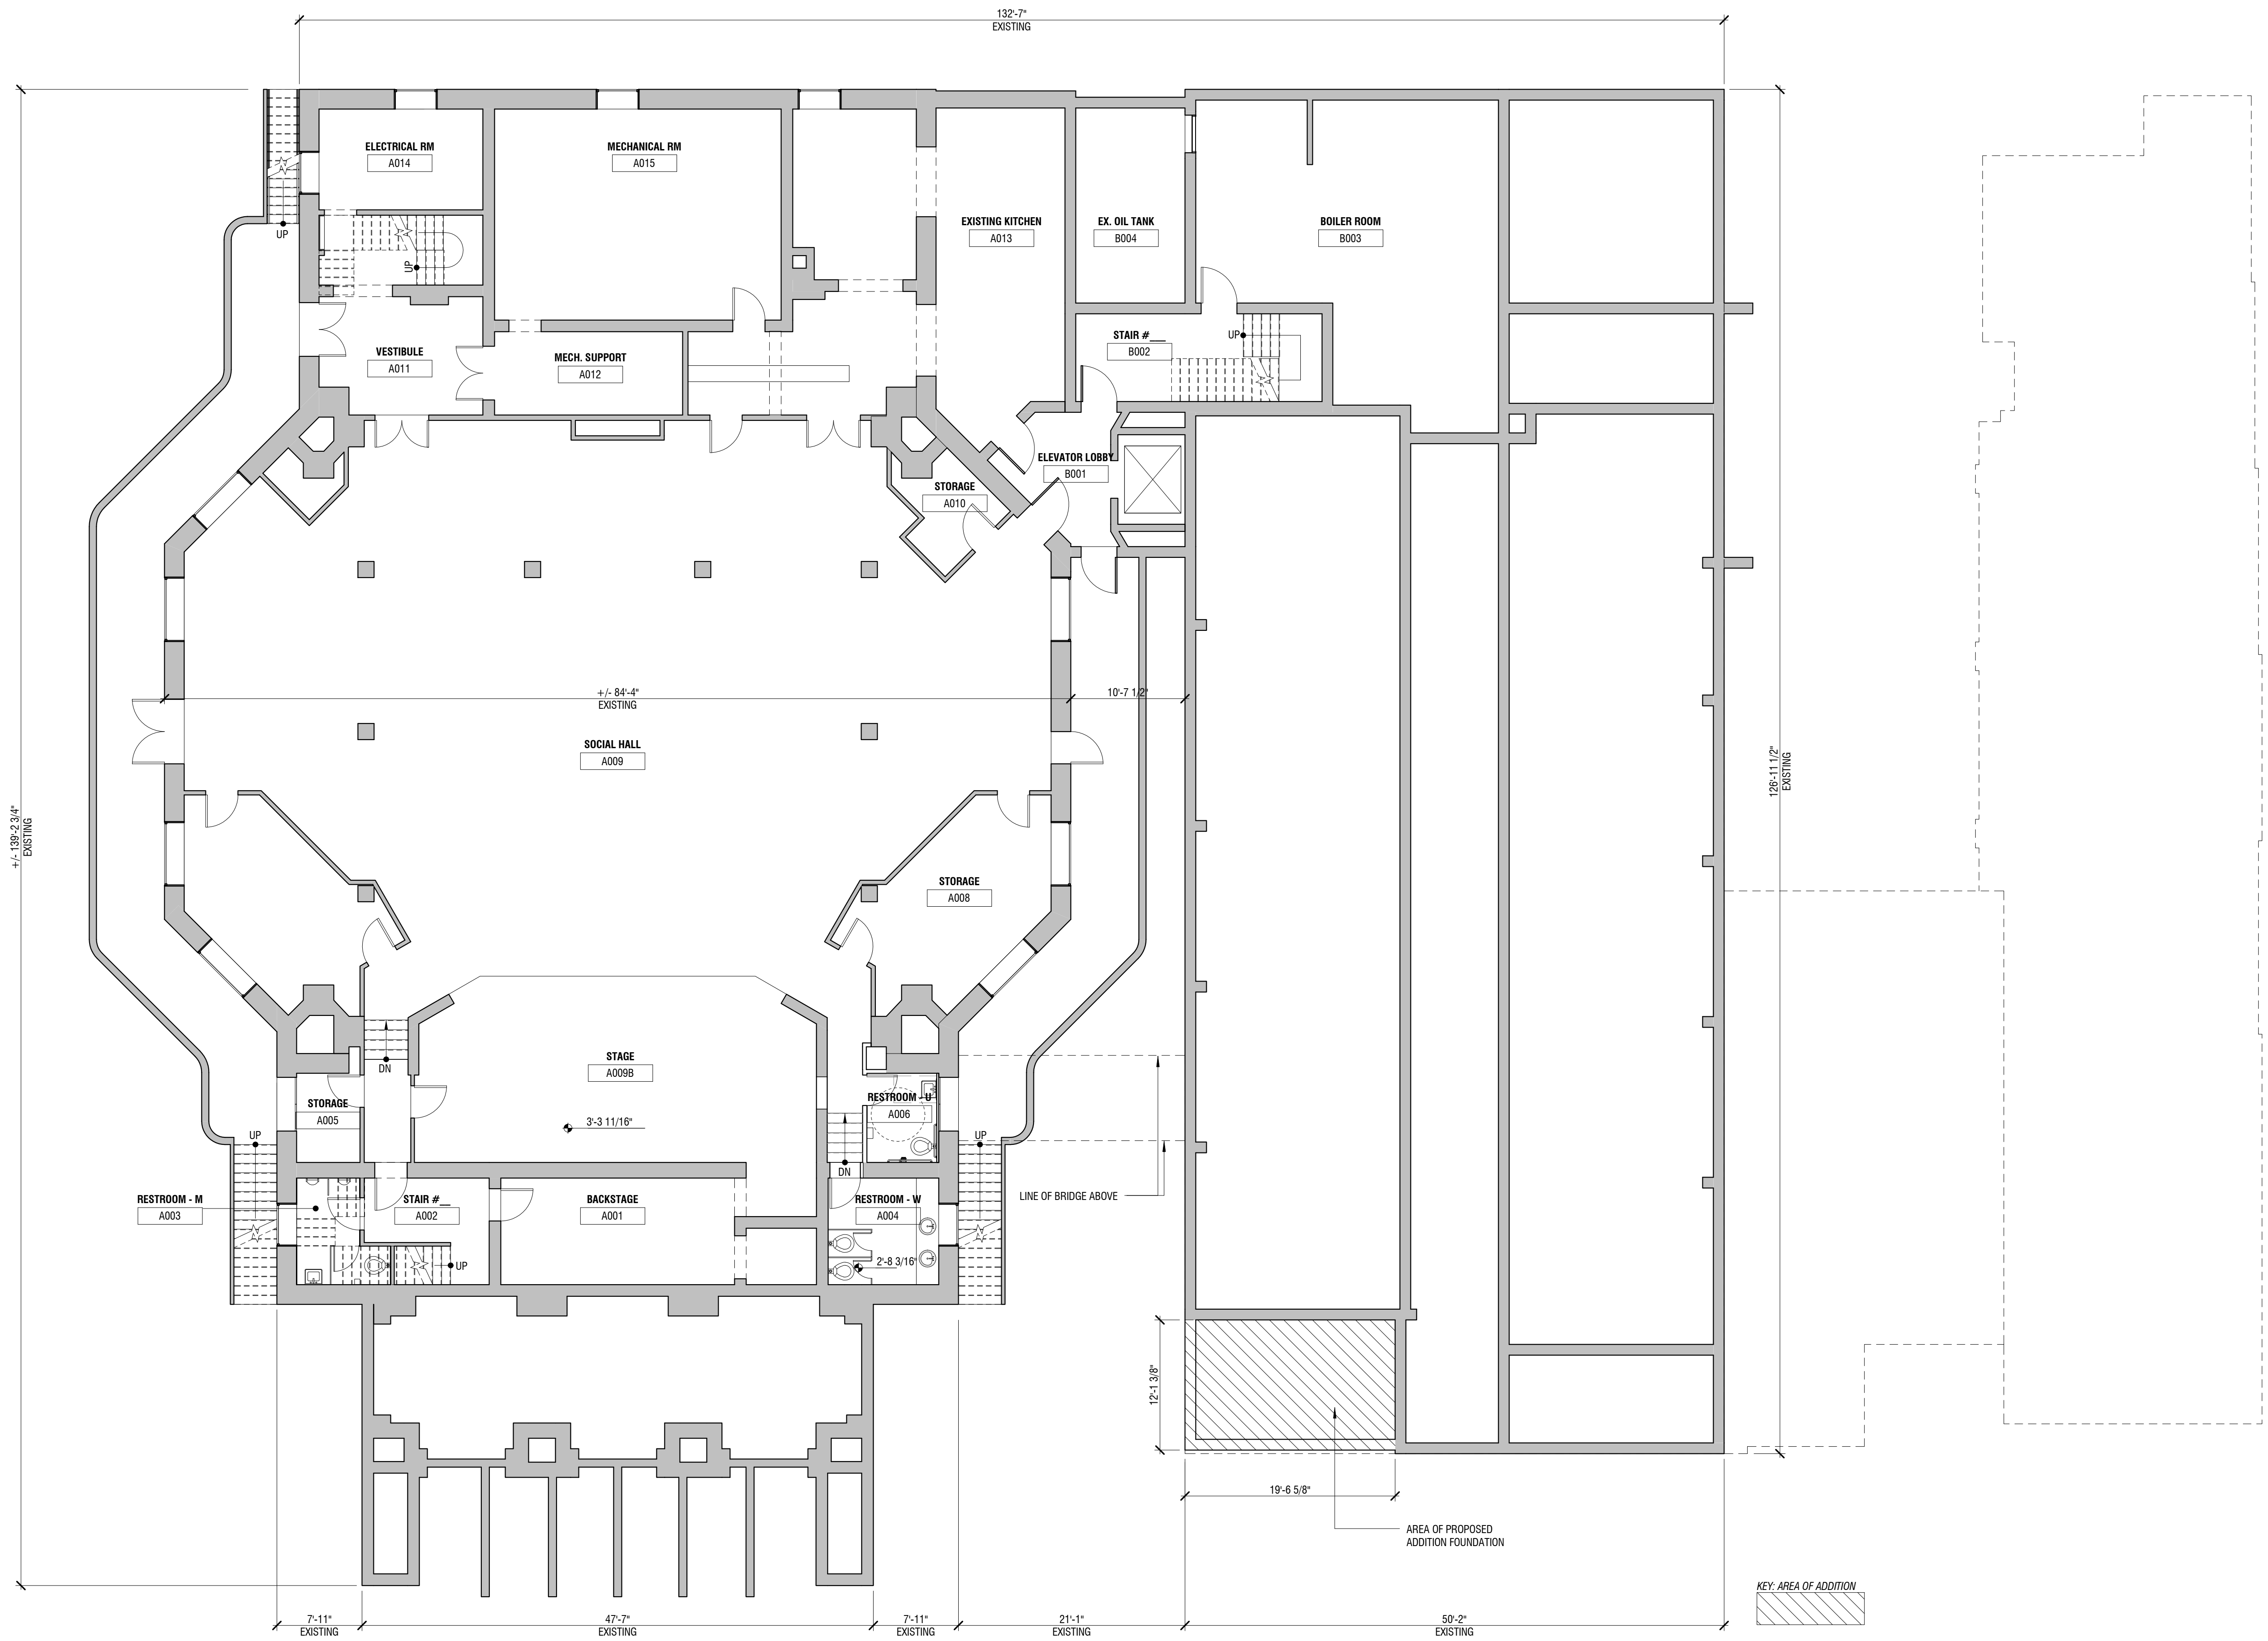 132'-7"
EXISTING
ELECTRICAL RM
A014
MECHANICAL RM
A015
UP
UP
EXISTING KITCHEN
A013
EX. OIL TANK
B004
BOILER ROOM
B003
VESTIBULE
A011
MECH. SUPPORT
A012
STAIR #___
B002
UP
ELEVATOR LOBBY
B001
STORAGE
A010
+/- 84'-4"
EXISTING
10'-7 1/2"
SOCIAL HALL
A009
+/- 139'-2 3/4"
EXISTING
126'-11 1/2"
EXISTING
STORAGE
A008
STAGE
A009B
DN
3'-3 11/16"
STORAGE
A005
RESTROOM - U
A006
UP
UP
DN
LINE OF BRIDGE ABOVE
RESTROOM - M
A003
STAIR #__
A002
BACKSTAGE
A001
RESTROOM - W
A004
UP
2'-8 3/16"
12'-1 3/8"
19'-6 5/8"
AREA OF PROPOSED
ADDITION FOUNDATION
KEY: AREA OF ADDITION
7'-11"
EXISTING
47'-7"
EXISTING
7'-11"
EXISTING
21'-1"
EXISTING
50'-2"
EXISTING